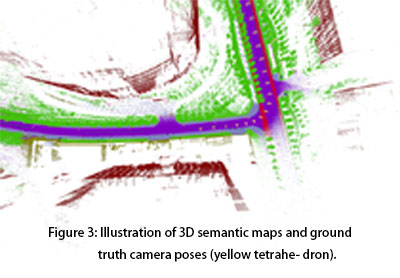 Figure 3: Illustration of 3D semantic maps and ground
truth camera poses (yellow tetrahe- dron).